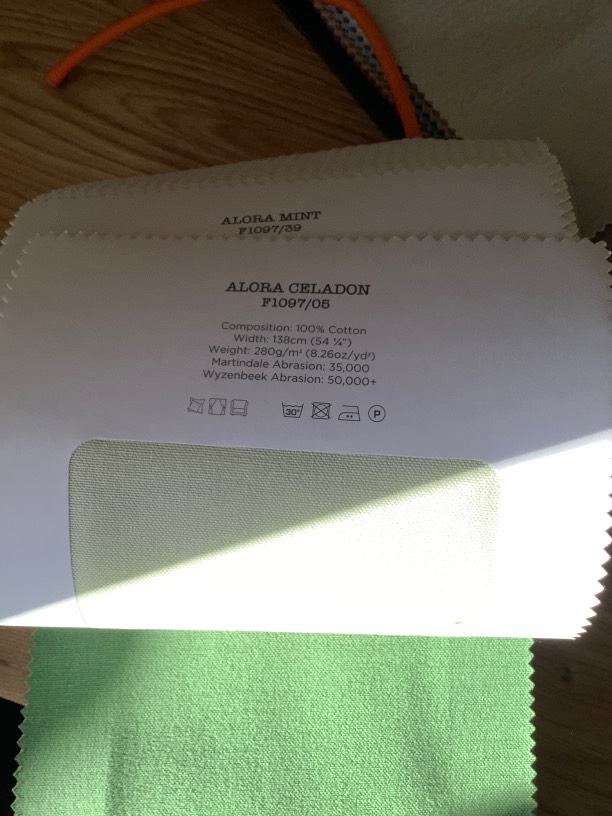 ALORA MINT
F1097/39
ALORA CELADON
F1097/05
Composition: 100% Cotton
Width: 138cm (54 ¼")
Weight: 280g/m² (8.26oz/yd²)
Martindale Abrasion: 35,000
Wyzenbeek Abrasion: 50,000+
30° P